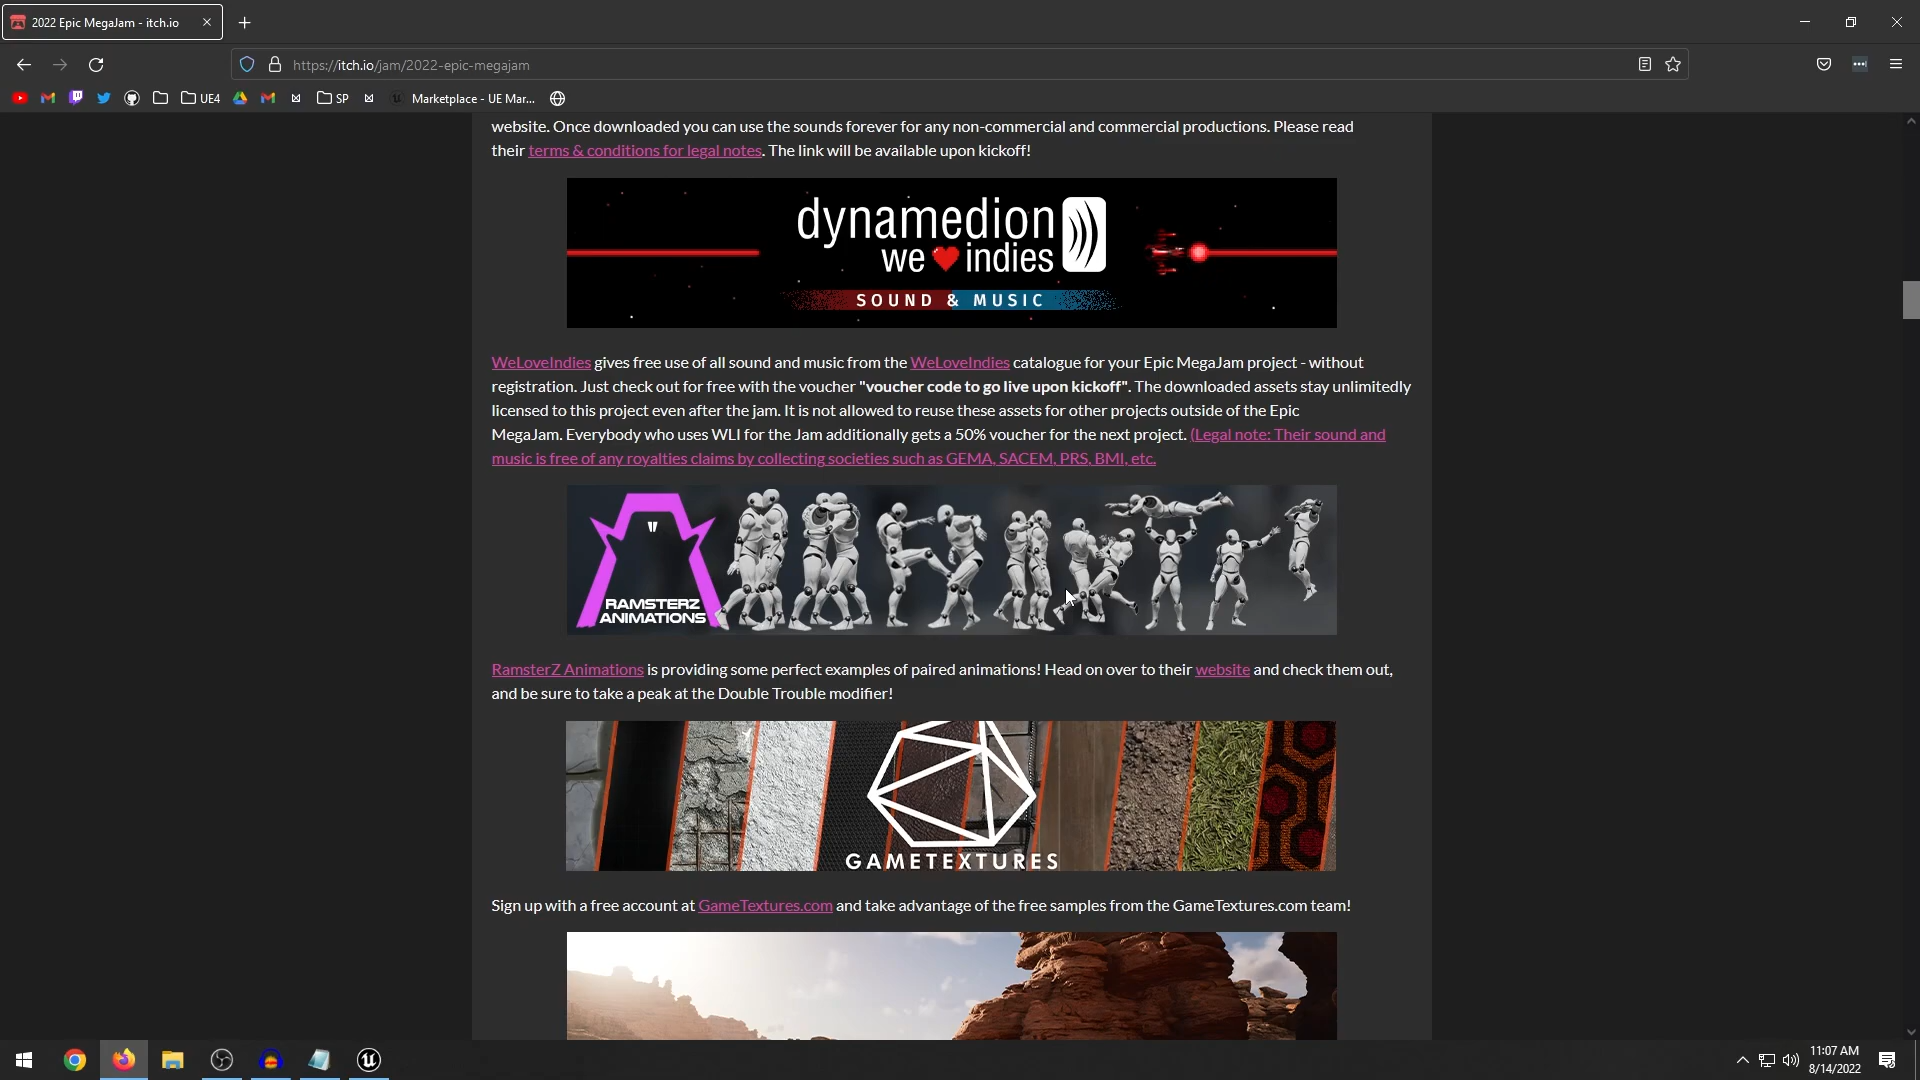 2022 Epic MegaJam - itch.io
https://itch.io/jam/2022-epic-megajam
UE4
SP
Marketplace - UE Mar...
website. Once downloaded you can use the sounds forever for any non-commercial and commercial productions. Please read
their terms & conditions for legal notes. The link will be available upon kickoff!
dynamedion
we indies
SOUND & MUSIC
WeLoveIndies gives free use of all sound and music from the WeLoveIndies catalogue for your Epic MegaJam project - without
registration. Just check out for free with the voucher "voucher code to go live upon kickoff". The downloaded assets stay unlimitedly
licensed to this project even after the jam. It is not allowed to reuse these assets for other projects outside of the Epic
MegaJam. Everybody who uses WLI for the Jam additionally gets a 50% voucher for the next project. (Legal note: Their sound and
music is free of any royalties claims by collecting societies such as GEMA, SACEM, PRS, BMI, etc.
RAMSTERZ
ANIMATIONS
RamsterZ Animations is providing some perfect examples of paired animations! Head on over to their website and check them out,
and be sure to take a peak at the Double Trouble modifier!
GAMETEXTURES
Sign up with a free account at GameTextures.com and take advantage of the free samples from the GameTextures.com team!
11:07 AM
8/14/2022